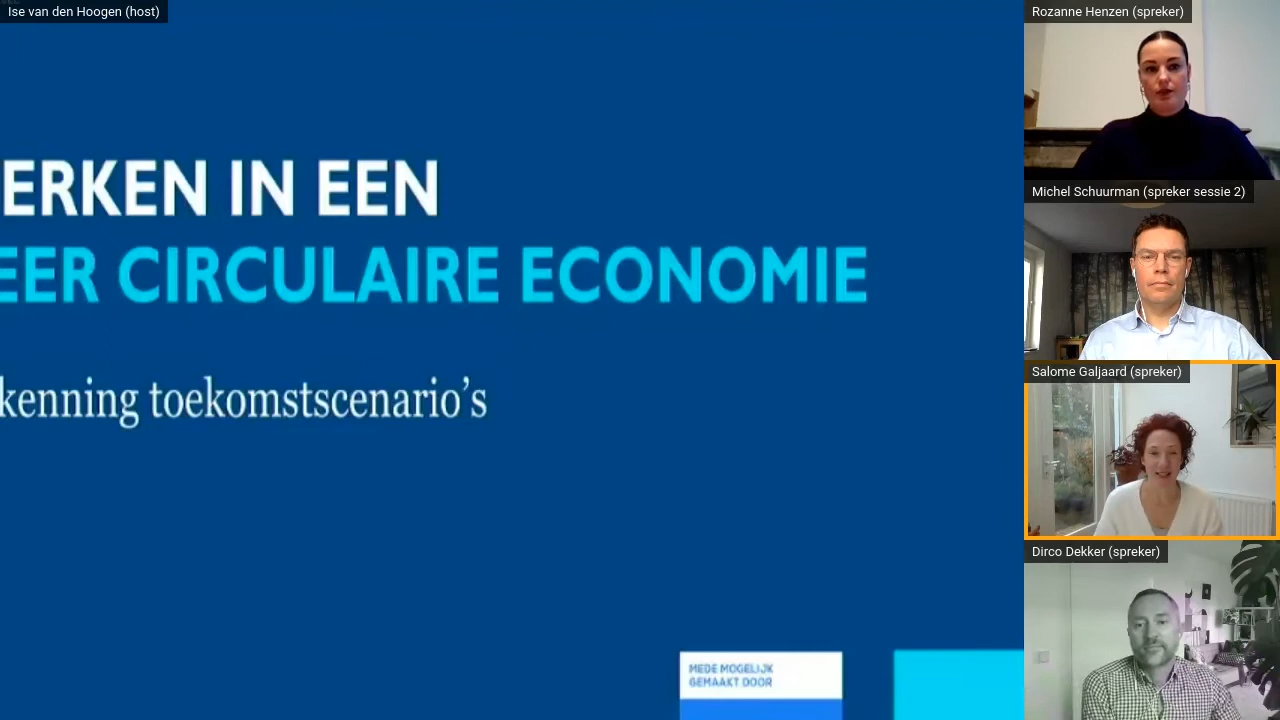 Ise van den Hoogen (host)
ERKEN IN EEN
EER CIRCULAIRE ECONOMIE
kenning toekomstscenario's
MEDE MOGELIJK
GEMAAKT DOOR
Rozanne Henzen (spreker)
Michel Schuurman (spreker sessie 2)
Salome Galjaard (spreker)
Dirco Dekker (spreker)